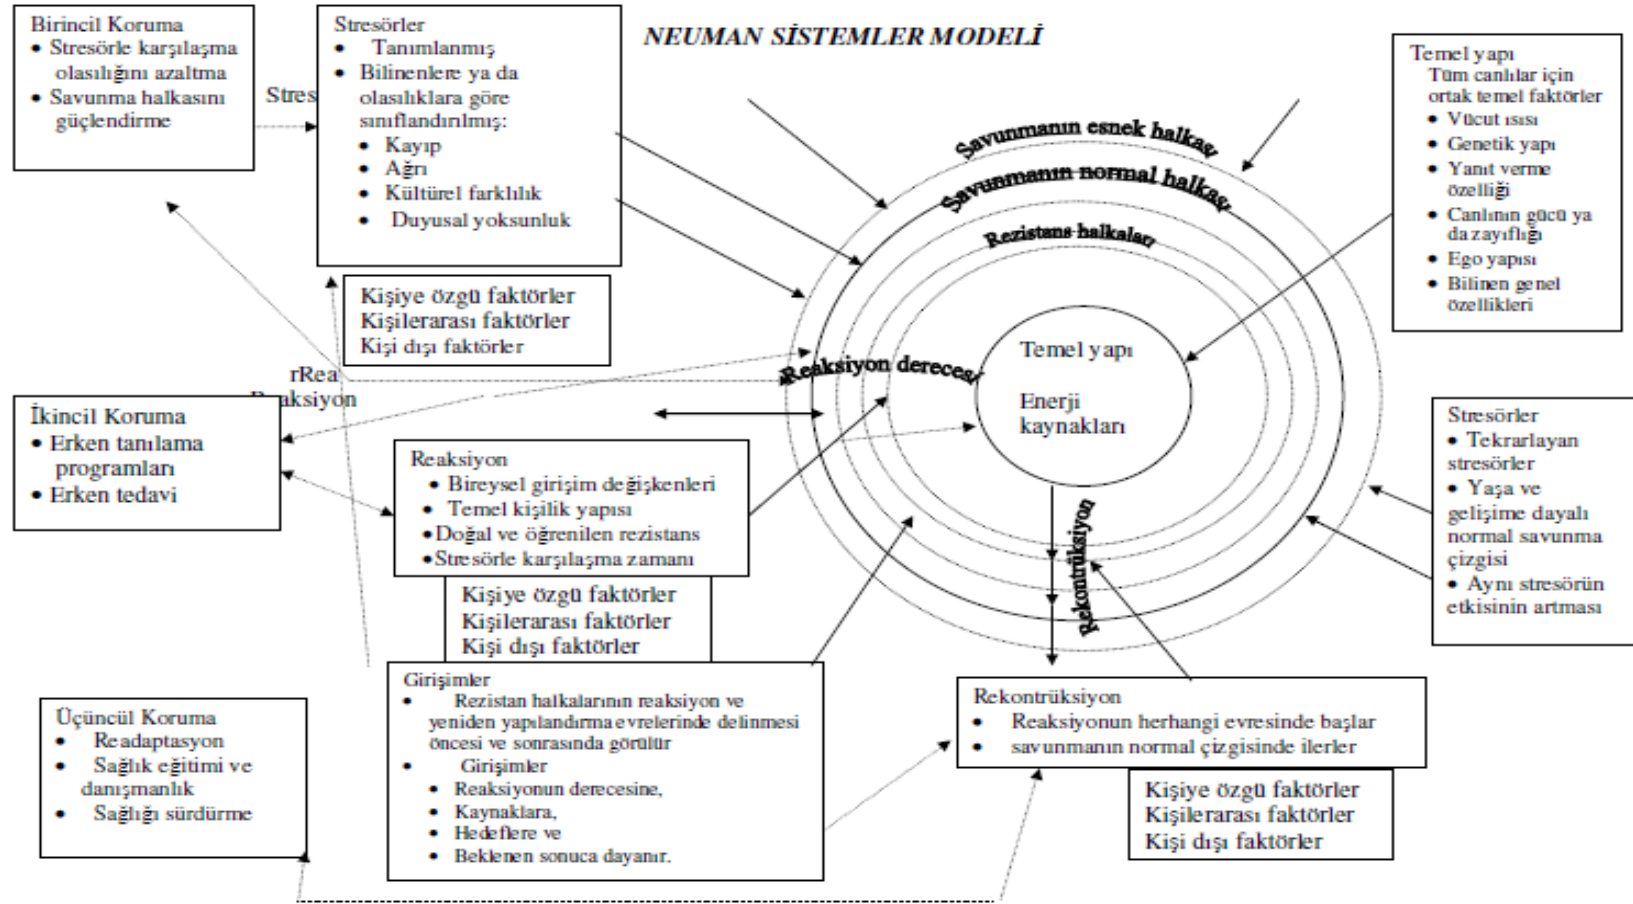 NEUMAN SİSTEMLER MODELİ
Birincil Koruma
• Stresörle karşılaşma
olasılığını azaltma
• Savunma halkasını
güçlendirme
Stres
Stresörler
• Tanımlanmış
• Bilinenlere ya da
olasılıklara göre
sınıflandırılmış:
• Kayıp
• Ağrı
• Kültürel farklılık
• Duyusal yoksunluk
Kişiye özgü faktörler
Kişilerarası faktörler
Kişi dışı faktörler
Savunmanın esnek halkası
Savunmanın normal halkası
Rezistans halkaları
Reaksiyon derecesi
Temel yapı
Enerji
kaynakları
Rekontrüksiyon
Temel yapı
Tüm canlılar için
ortak temel faktörler
• Vücut ısısı
• Genetik yapı
• Yanıt verme
özelliği
• Canlının gücü ya
da zayıflığı
• Ego yapısı
• Bilinen genel
özellikleri
rRea
aksiyon
İkincil Koruma
• Erken tanılama
programları
• Erken tedavi
Reaksiyon
• Bireysel girişim değişkenleri
• Temel kişilik yapısı
•Doğal ve öğrenilen rezistans
•Stresörle karşılaşma zamanı
Kişiye özgü faktörler
Kişilerarası faktörler
Kişi dışı faktörler
Stresörler
• Tekrarlayan
stresörler
• Yaşa ve
gelişime dayalı
normal savunma
çizgisi
• Aynı stresörün
etkisinin artması
Üçüncül Koruma
• Readaptasyon
• Sağlık eğitimi ve
danışmanlık
• Sağlığı sürdürme
Girişimler
• Rezistan halkalarının reaksiyon ve
yeniden yapılandırma evrelerinde delinmesi
öncesi ve sonrasında görülür
• Girişimler
• Reaksiyonun derecesine,
• Kaynaklara,
• Hedeflere ve
• Beklenen sonuca dayanır.
Rekontrüksiyon
• Reaksiyonun herhangi evresinde başlar
• savunmanın normal çizgisinde ilerler
Kişiye özgü faktörler
Kişilerarası faktörler
Kişi dışı faktörler